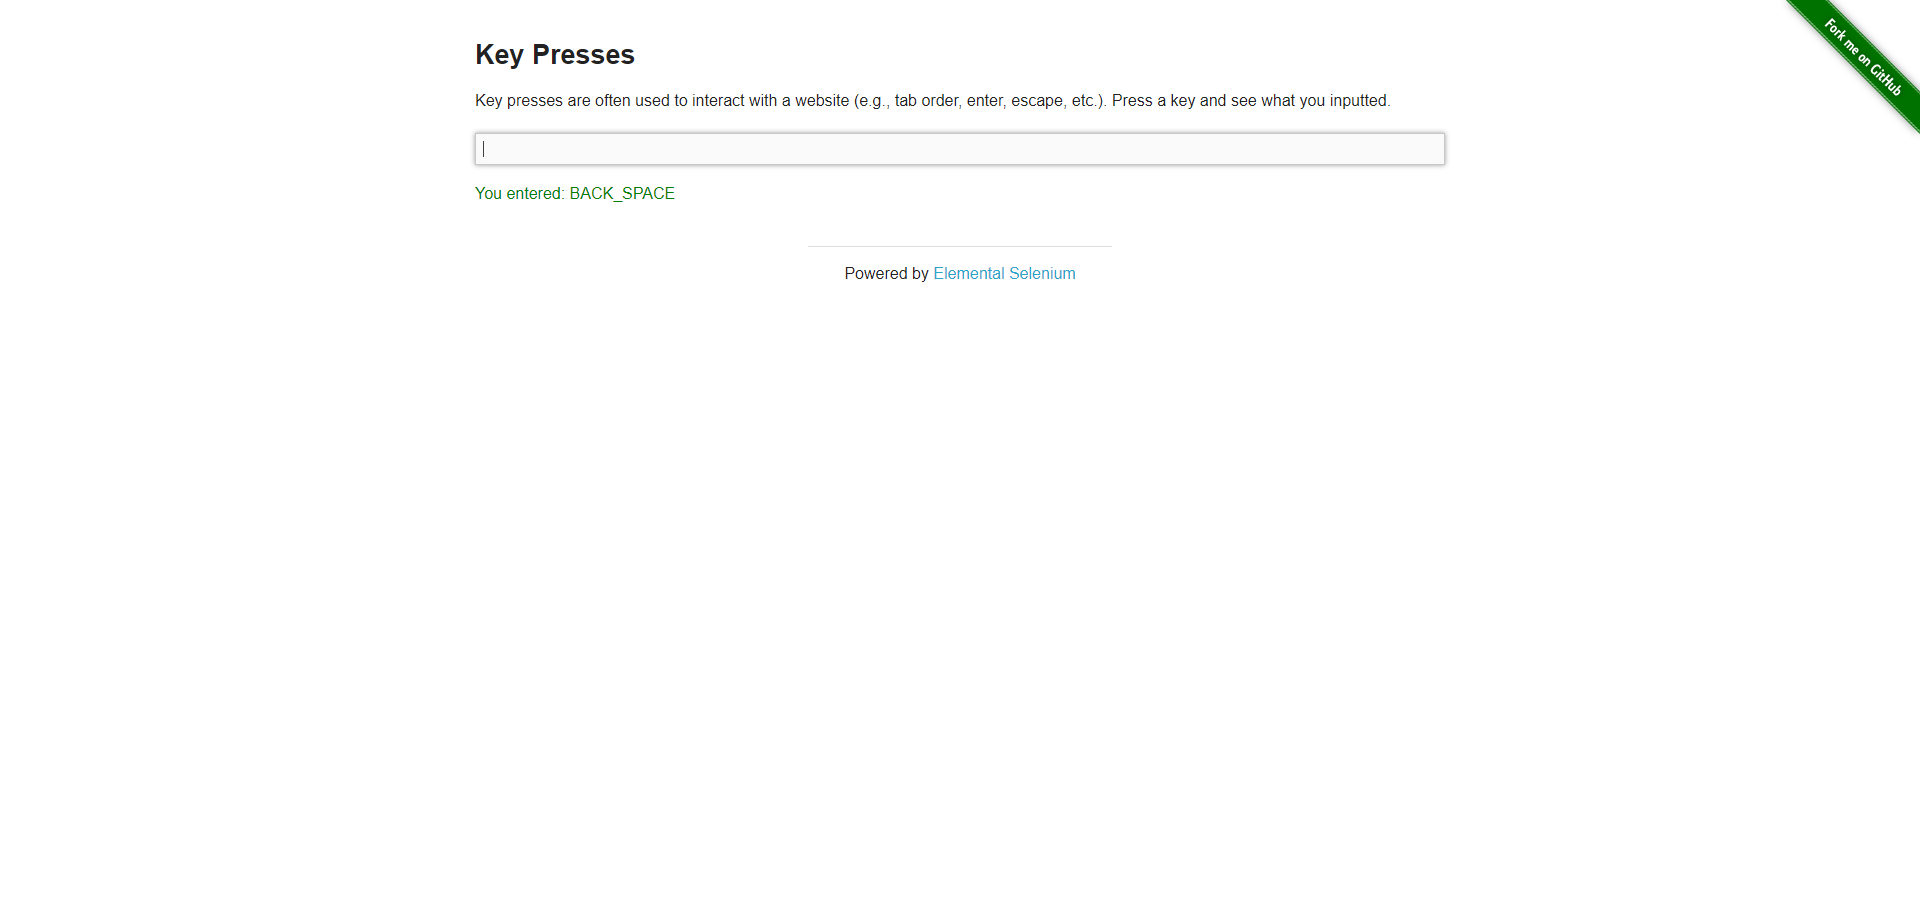 Fork me on GitHub
Key Presses
Key presses are often used to interact with a website (e.g., tab order, enter, escape, etc.). Press a key and see what you inputted.
You entered: BACK_SPACE
Powered by Elemental Selenium